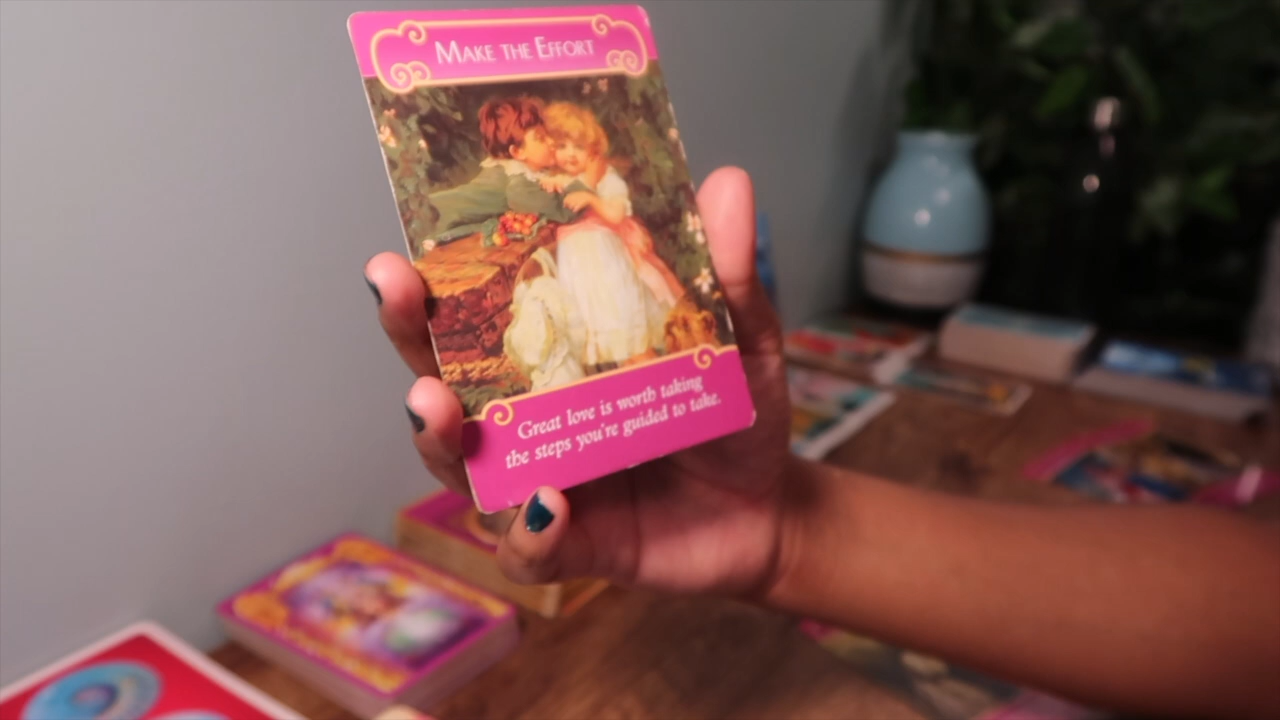 MAKE THE EFFORT
Great love is worth taking
the steps you're guided to take.